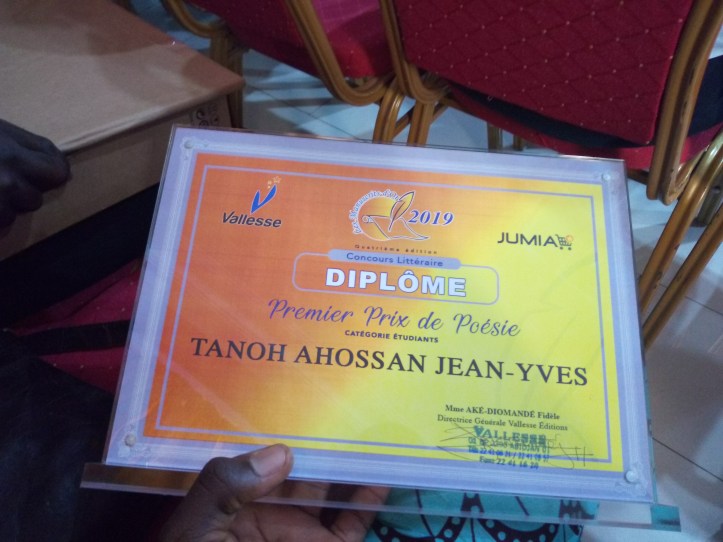 Vallesse
2019
JUMIA
Quatrième édition
Concours Littéraire
DIPLÔME
Premier Prix de Poésie
CATÉGORIE ÉTUDIANTS
TANOH AHOSSAN JEAN-YVES
Mme AKÉ-DIOMANDÉ Fidèle
Directrice Générale Vallesse Éditions
VALLESSE